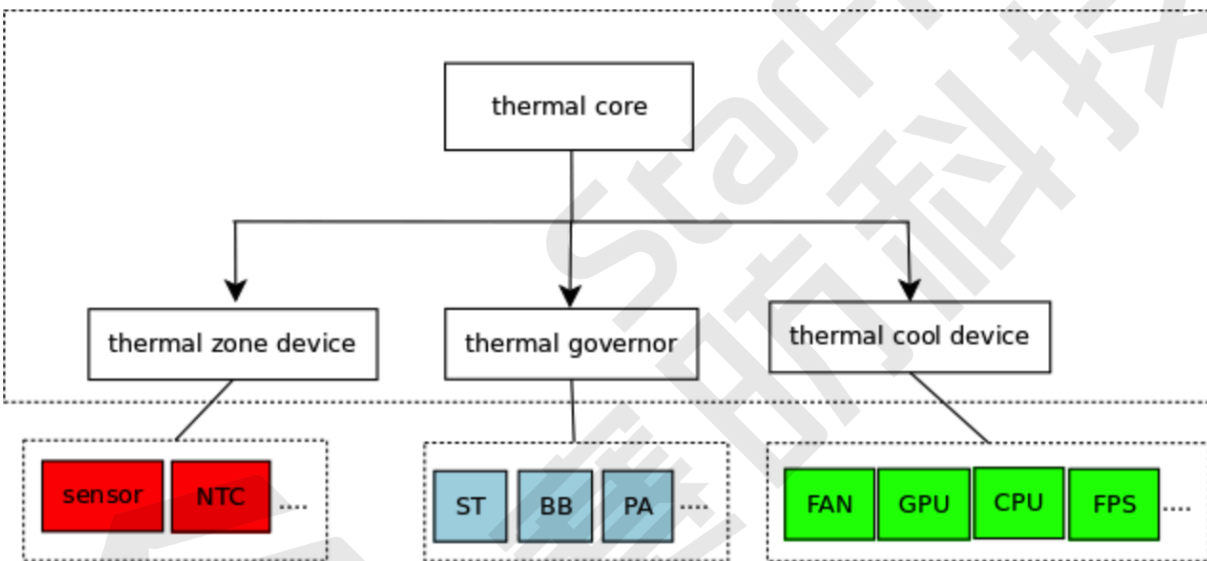 thermal core
thermal zone device
thermal governor
thermal cool device
sensor
NTC
....
ST
BB
PA
....
FAN
GPU
CPU
FPS
....